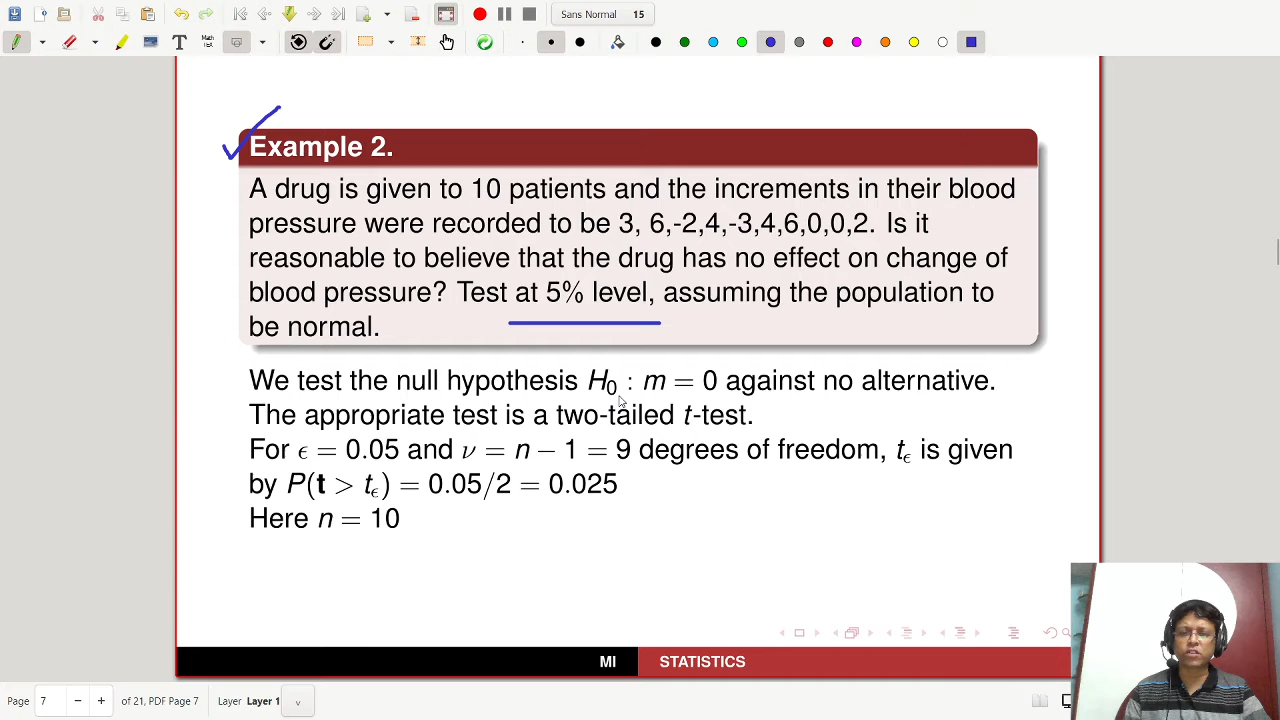 Sans Normal 15
Example 2.
A drug is given to 10 patients and the increments in their blood
pressure were recorded to be 3, 6,-2,4,-3,4,6,0,0,2. Is it
reasonable to believe that the drug has no effect on change of
blood pressure? Test at 5% level, assuming the population to
be normal.
We test the null hypothesis H₀ : m = 0 against no alternative.
The appropriate test is a two-tailed t-test.
For ϵ = 0.05 and ν = n − 1 = 9 degrees of freedom, tϵ is given
by P(t > tϵ) = 0.05/2 = 0.025
Here n = 10
MI STATISTICS
Page 7 of 21, PDF Page 7 Layer Layer 1